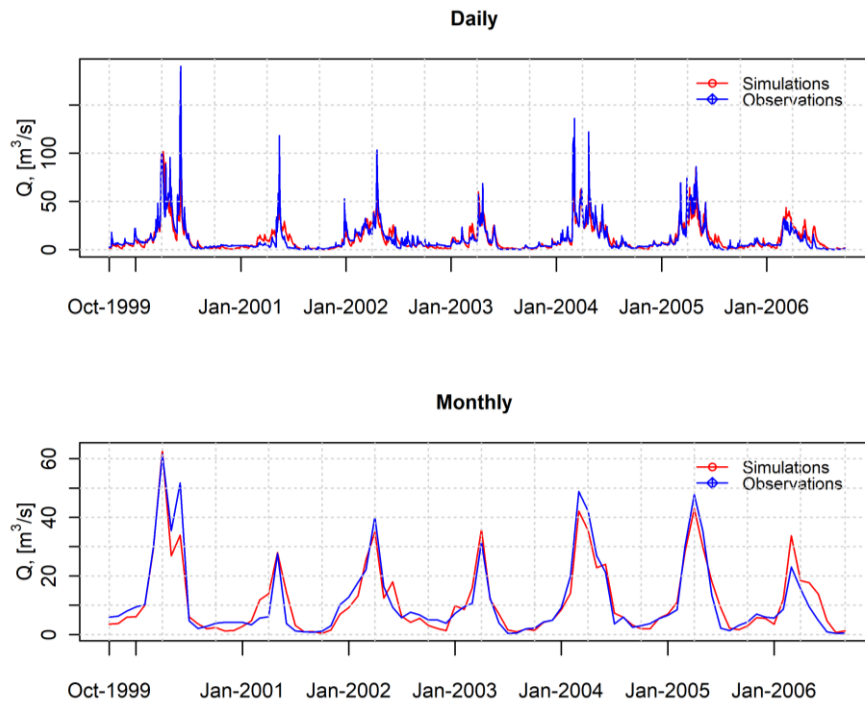 Daily
Q, [m³/s]
0 50 100
Simulations
Observations
Oct-1999 Jan-2001 Jan-2002 Jan-2003 Jan-2004 Jan-2005 Jan-2006
Monthly
Q, [m³/s]
0 20 40 60
Simulations
Observations
Oct-1999 Jan-2001 Jan-2002 Jan-2003 Jan-2004 Jan-2005 Jan-2006